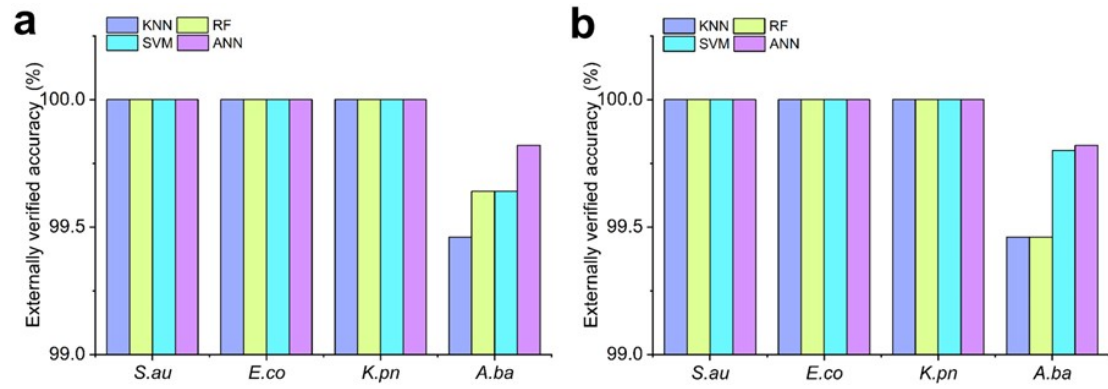 a
KNN RF
SVM ANN
Externally verified accuracy (%)
100.0
99.5
99.0
S.au E.co K.pn A.ba
b
KNN RF
SVM ANN
Externally verified accuracy (%)
100.0
99.5
99.0
S.au E.co K.pn A.ba